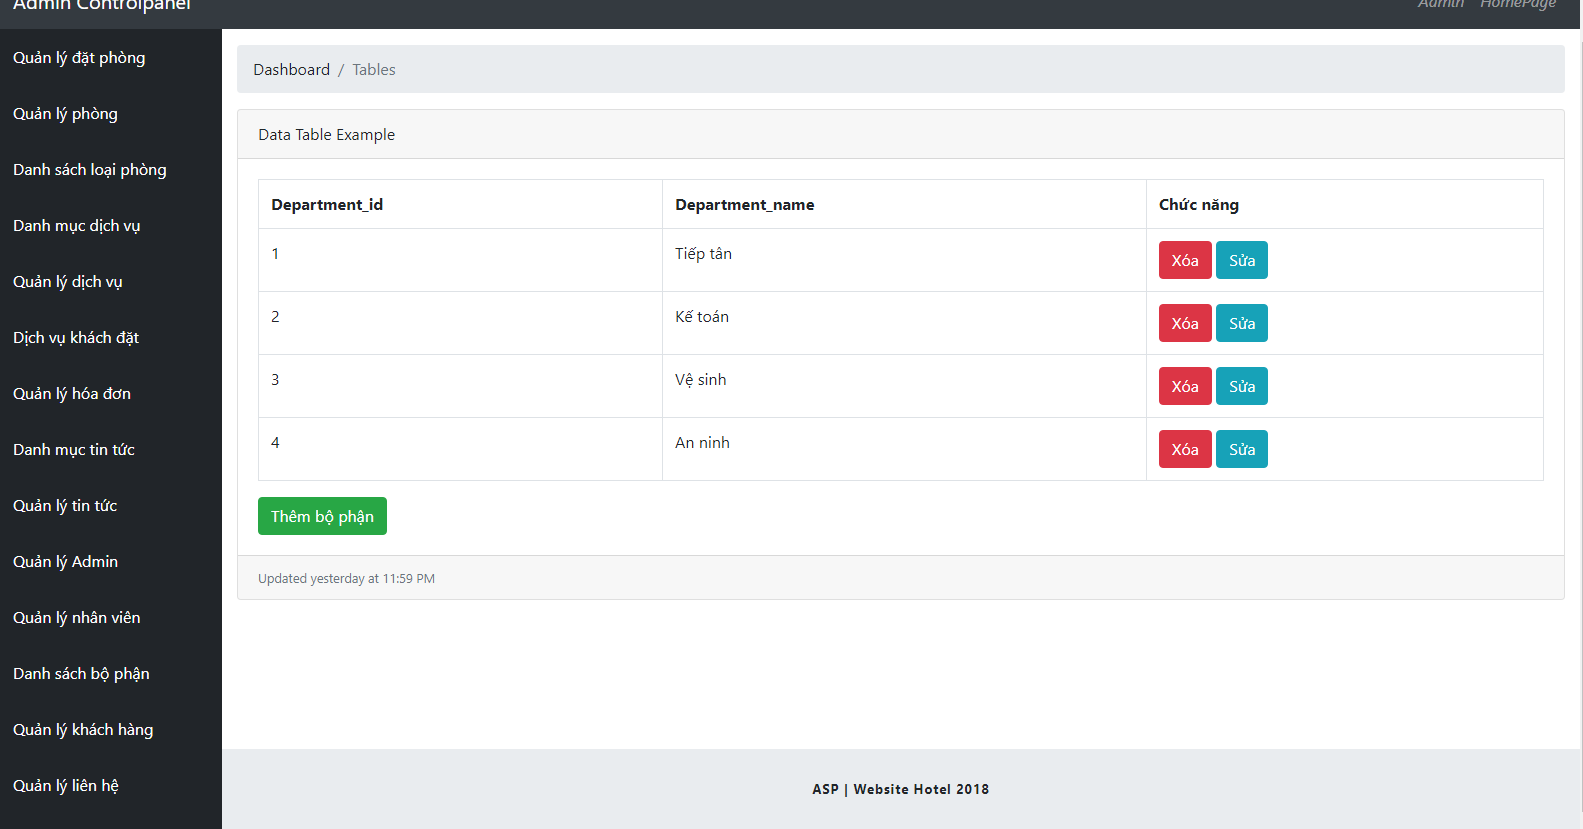 Admin Controlpanel
Admin HomePage
Quản lý đặt phòng
Quản lý phòng
Danh sách loại phòng
Danh mục dịch vụ
Quản lý dịch vụ
Dịch vụ khách đặt
Quản lý hóa đơn
Danh mục tin tức
Quản lý tin tức
Quản lý Admin
Quản lý nhân viên
Danh sách bộ phận
Quản lý khách hàng
Quản lý liên hệ
Dashboard / Tables
Data Table Example
Department_id Department_name Chức năng
1 Tiếp tân Xóa Sửa
2 Kế toán Xóa Sửa
3 Vệ sinh Xóa Sửa
4 An ninh Xóa Sửa
Thêm bộ phận
Updated yesterday at 11:59 PM
ASP | Website Hotel 2018